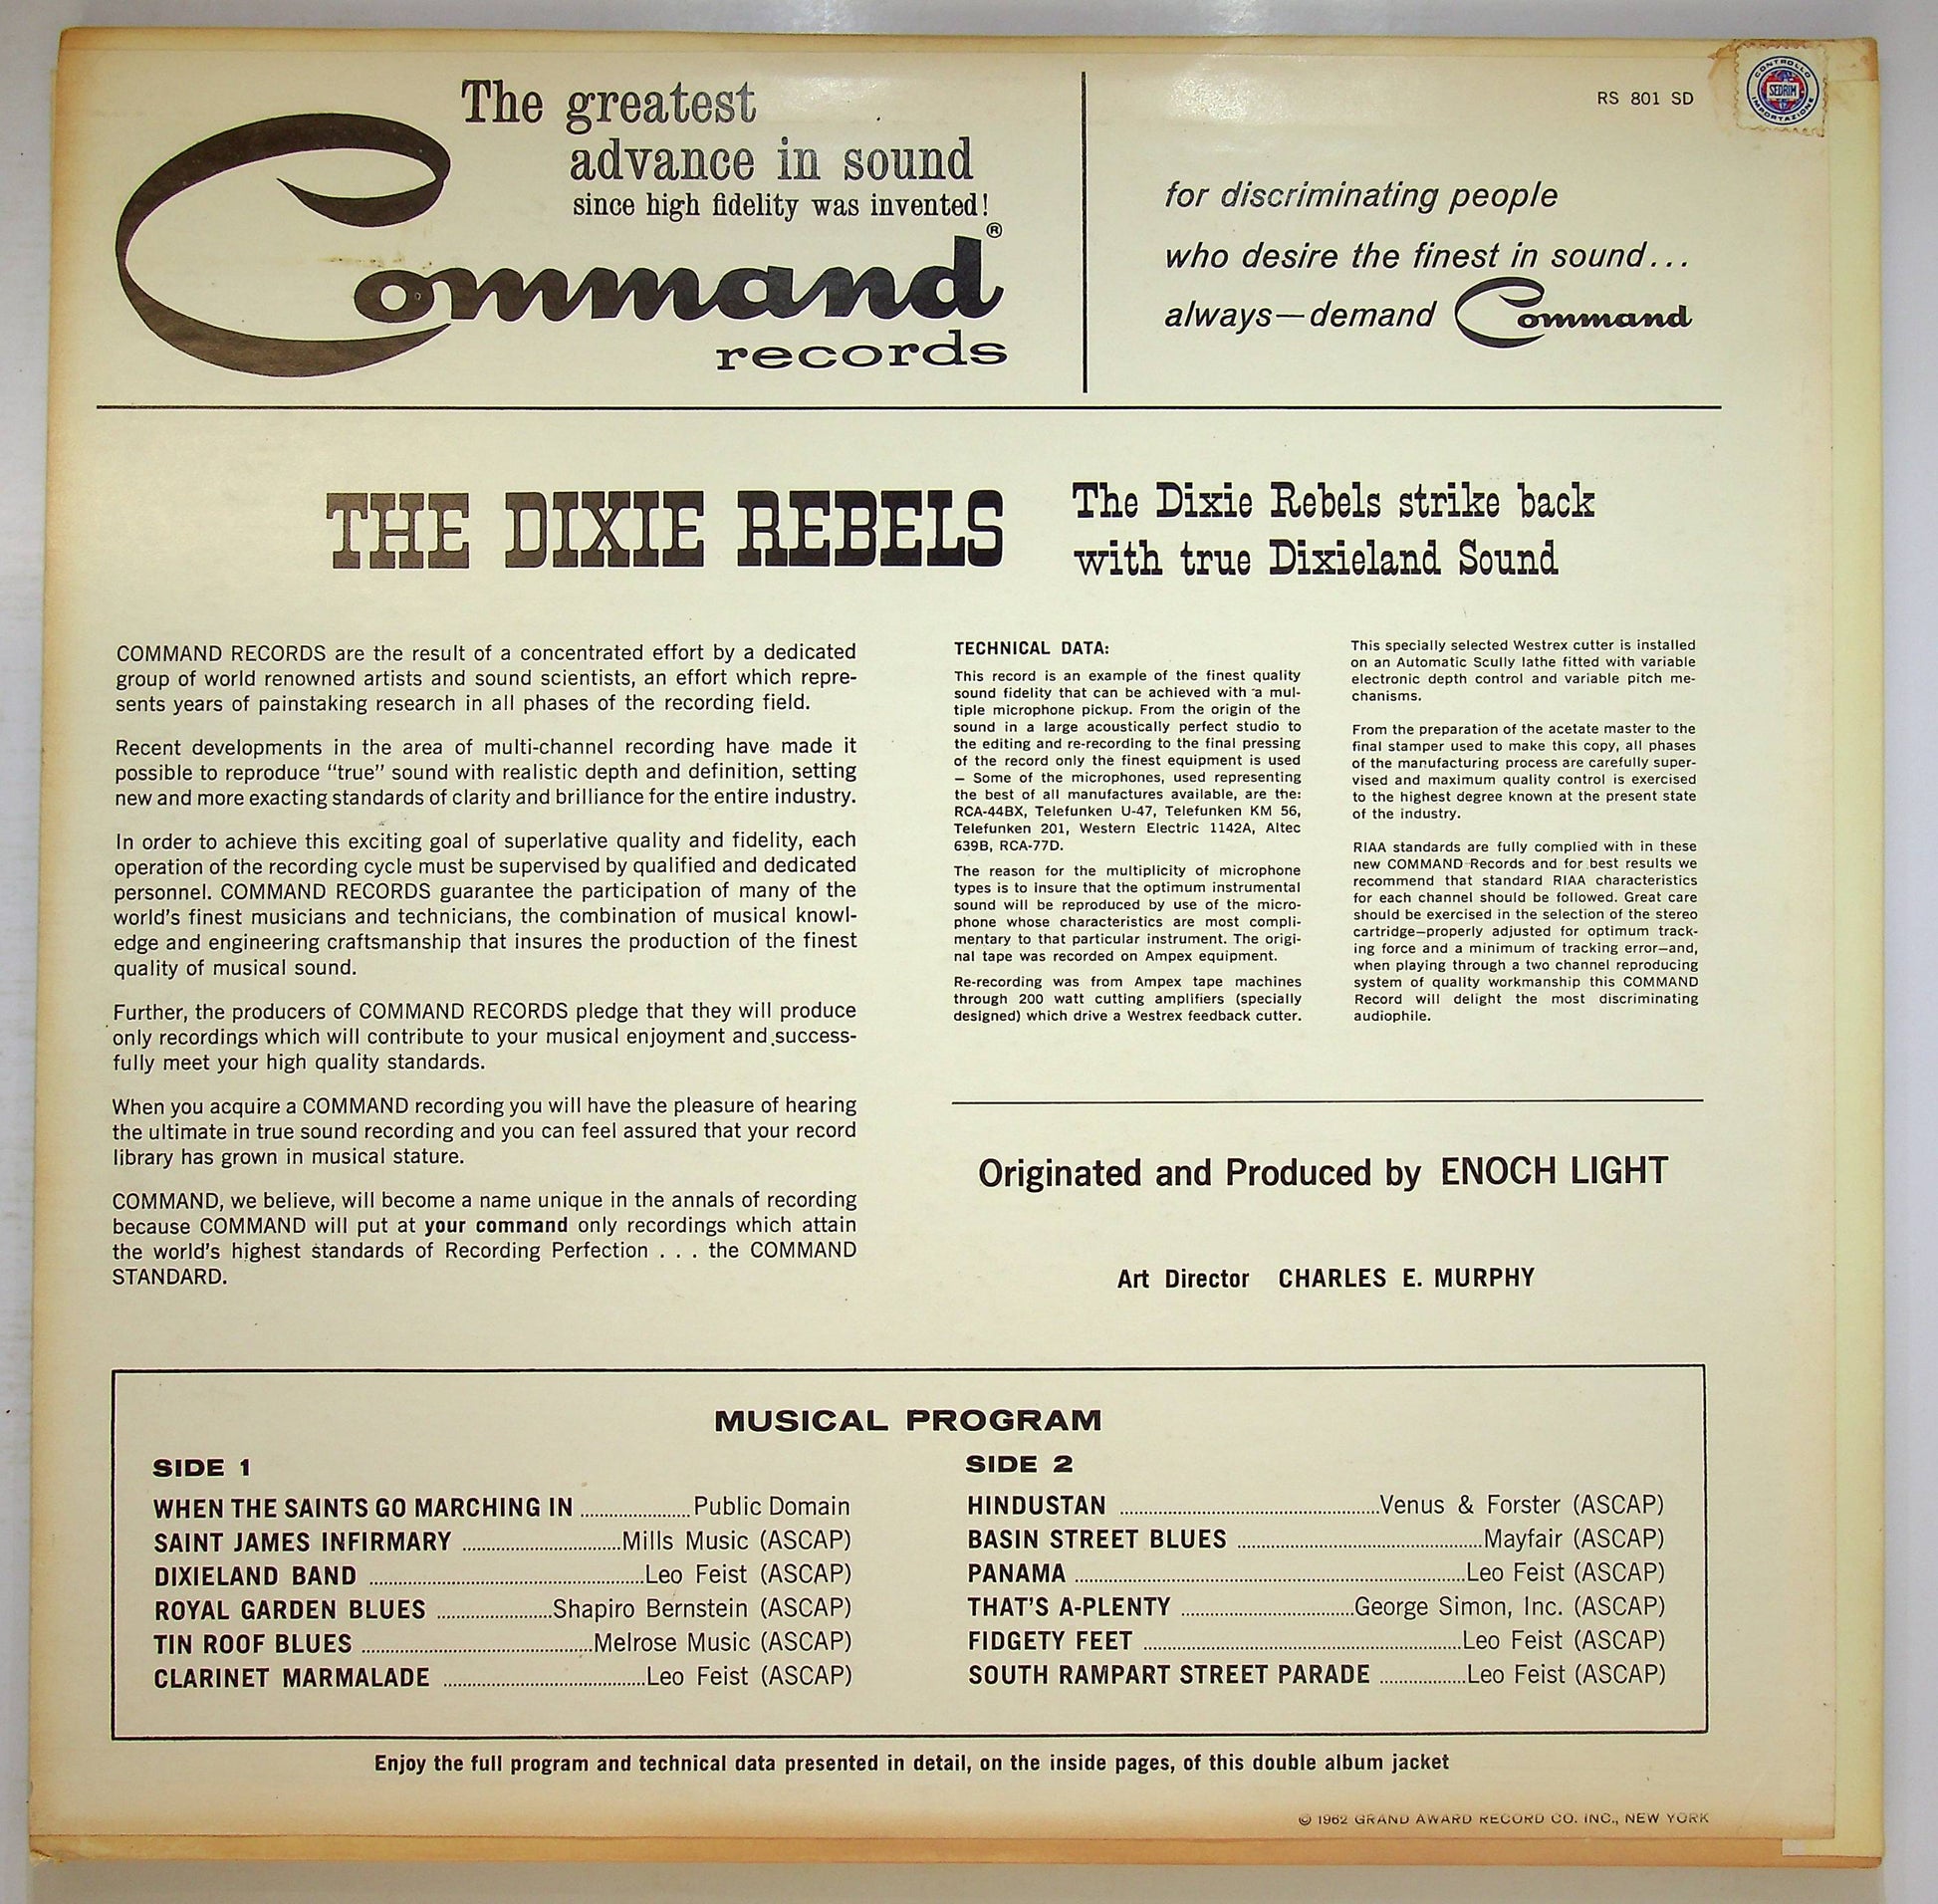 The greatest
advance in sound
since high fidelity was invented!
Command®
records
RS 801 SD
CONTROLLO
SEDRIM
IMPORTAZIONE
for discriminating people
who desire the finest in sound...
always—demand Command
THE DIXIE REBELS
The Dixie Rebels strike back
with true Dixieland Sound
COMMAND RECORDS are the result of a concentrated effort by a dedicated
group of world renowned artists and sound scientists, an effort which repre-
sents years of painstaking research in all phases of the recording field.
Recent developments in the area of multi-channel recording have made it
possible to reproduce “true” sound with realistic depth and definition, setting
new and more exacting standards of clarity and brilliance for the entire industry.
In order to achieve this exciting goal of superlative quality and fidelity, each
operation of the recording cycle must be supervised by qualified and dedicated
personnel. COMMAND RECORDS guarantee the participation of many of the
world’s finest musicians and technicians, the combination of musical knowl-
edge and engineering craftsmanship that insures the production of the finest
quality of musical sound.
Further, the producers of COMMAND RECORDS pledge that they will produce
only recordings which will contribute to your musical enjoyment and success-
fully meet your high quality standards.
When you acquire a COMMAND recording you will have the pleasure of hearing
the ultimate in true sound recording and you can feel assured that your record
library has grown in musical stature.
COMMAND, we believe, will become a name unique in the annals of recording
because COMMAND will put at your command only recordings which attain
the world’s highest standards of Recording Perfection . . . the COMMAND
STANDARD.
TECHNICAL DATA:
This record is an example of the finest quality
sound fidelity that can be achieved with a mul-
tiple microphone pickup. From the origin of the
sound in a large acoustically perfect studio to
the editing and re-recording to the final pressing
of the record only the finest equipment is used
— Some of the microphones, used representing
the best of all manufactures available, are the:
RCA-44BX, Telefunken U-47, Telefunken KM 56,
Telefunken 201, Western Electric 1142A, Altec
639B, RCA-77D.
The reason for the multiplicity of microphone
types is to insure that the optimum instrumental
sound will be reproduced by use of the micro-
phone whose characteristics are most compli-
mentary to that particular instrument. The origi-
nal tape was recorded on Ampex equipment.
Re-recording was from Ampex tape machines
through 200 watt cutting amplifiers (specially
designed) which drive a Westrex feedback cutter.
This specially selected Westrex cutter is installed
on an Automatic Scully lathe fitted with variable
electronic depth control and variable pitch me-
chanisms.
From the preparation of the acetate master to the
final stamper used to make this copy, all phases
of the manufacturing process are carefully super-
vised and maximum quality control is exercised
to the highest degree known at the present state
of the industry.
RIAA standards are fully complied with in these
new COMMAND Records and for best results we
recommend that standard RIAA characteristics
for each channel should be followed. Great care
should be exercised in the selection of the stereo
cartridge—properly adjusted for optimum track-
ing force and a minimum of tracking error—and,
when playing through a two channel reproducing
system of quality workmanship this COMMAND
Record will delight the most discriminating
audiophile.
Originated and Produced by ENOCH LIGHT
Art Director CHARLES E. MURPHY
MUSICAL PROGRAM
SIDE 1
WHEN THE SAINTS GO MARCHING IN ........ Public Domain
SAINT JAMES INFIRMARY ........ Mills Music (ASCAP)
DIXIELAND BAND ........ Leo Feist (ASCAP)
ROYAL GARDEN BLUES ........ Shapiro Bernstein (ASCAP)
TIN ROOF BLUES ........ Melrose Music (ASCAP)
CLARINET MARMALADE ........ Leo Feist (ASCAP)
SIDE 2
HINDUSTAN ........ Venus & Forster (ASCAP)
BASIN STREET BLUES ........ Mayfair (ASCAP)
PANAMA ........ Leo Feist (ASCAP)
THAT’S A-PLENTY ........ George Simon, Inc. (ASCAP)
FIDGETY FEET ........ Leo Feist (ASCAP)
SOUTH RAMPART STREET PARADE ........ Leo Feist (ASCAP)
Enjoy the full program and technical data presented in detail, on the inside pages, of this double album jacket
© 1962 GRAND AWARD RECORD CO. INC., NEW YORK